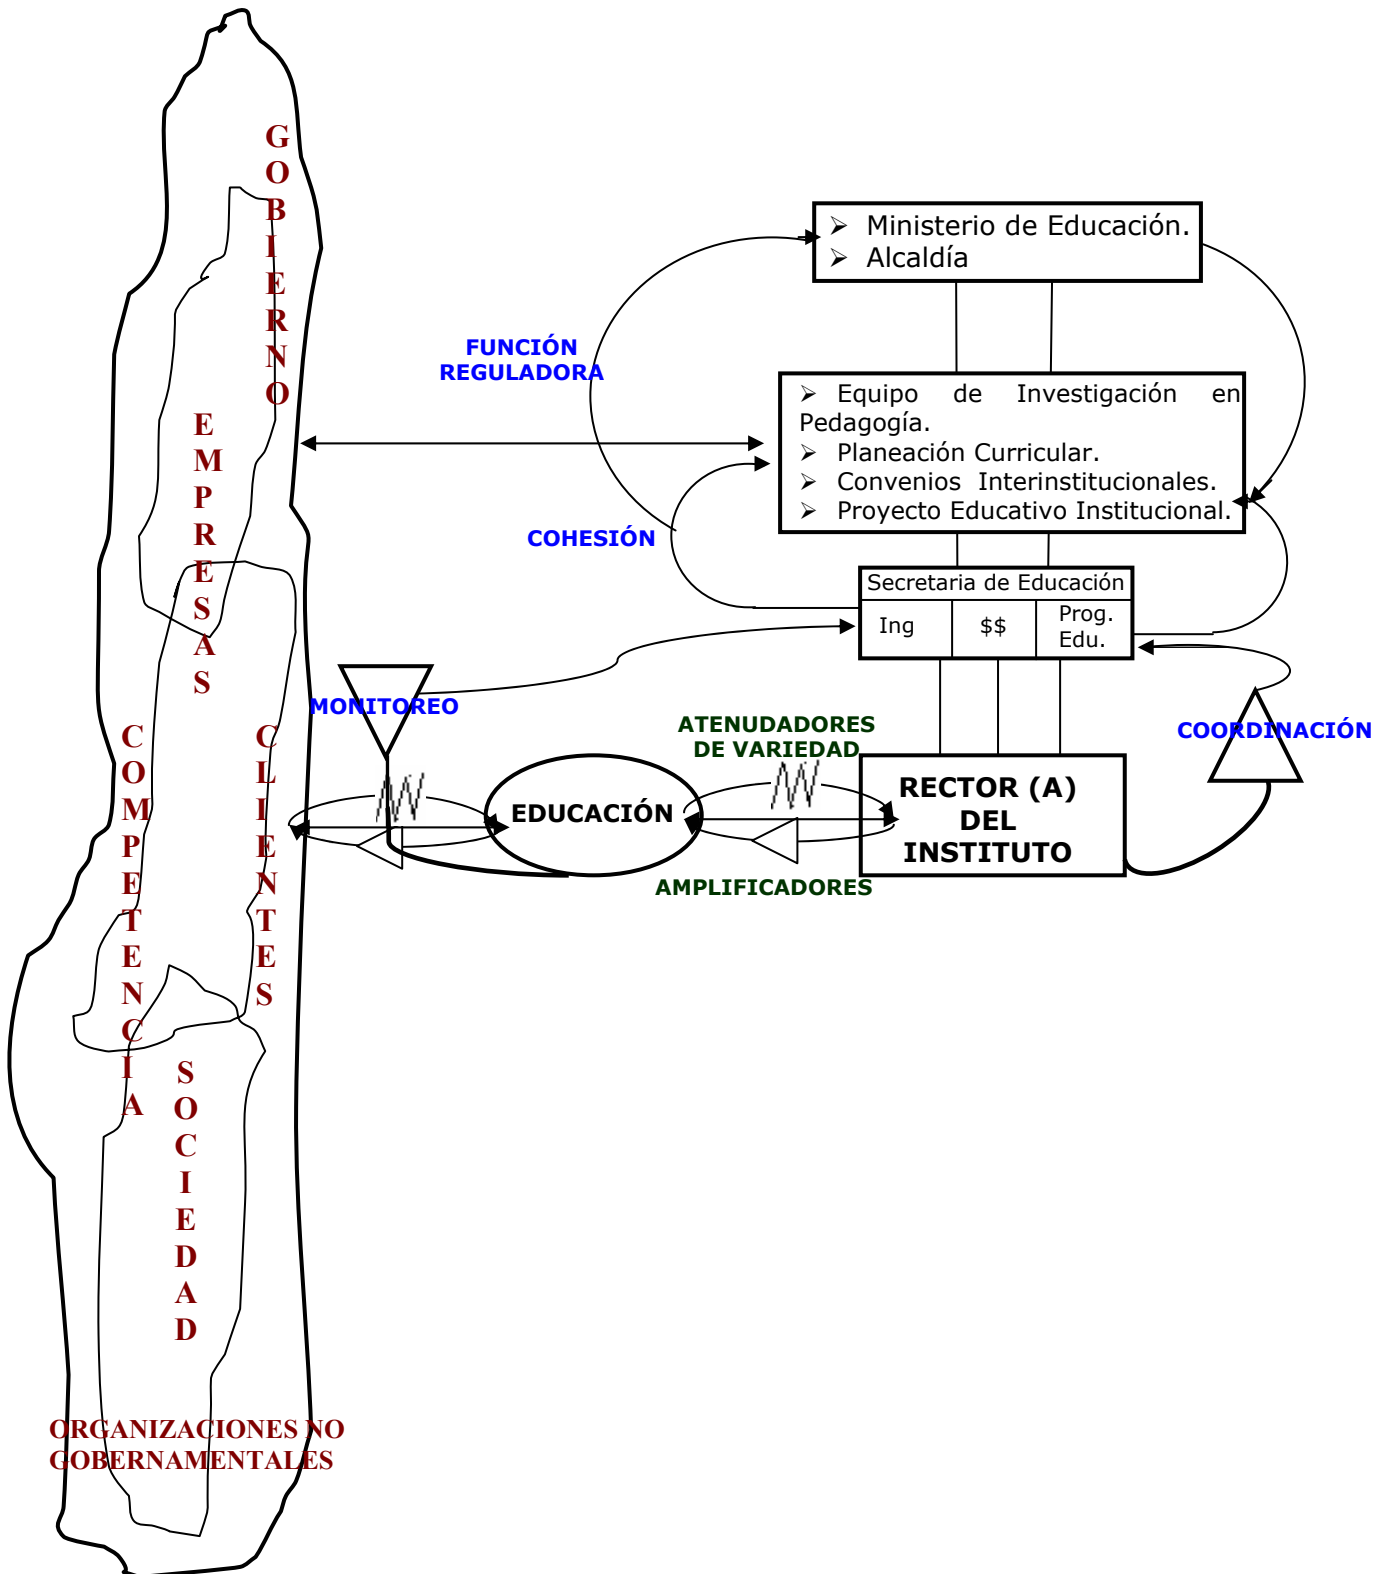 GOBIERNO
➢ Ministerio de Educación.
➢ Alcaldía
FUNCIÓN
REGULADORA
➢ Equipo de Investigación en
Pedagogía.
➢ Planeación Curricular.
➢ Convenios Interinstitucionales.
➢ Proyecto Educativo Institucional.
EMPRESAS
COHESIÓN
Secretaria de Educación
Ing
$$
Prog.
Edu.
MONITOREO
ATENUDADORES
DE VARIEDAD
COORDINACIÓN
COMPETENCIA
CLIENTES
EDUCACIÓN
RECTOR (A)
DEL
INSTITUTO
AMPLIFICADORES
SOCIEDAD
ORGANIZACIONES NO
GOBERNAMENTALES